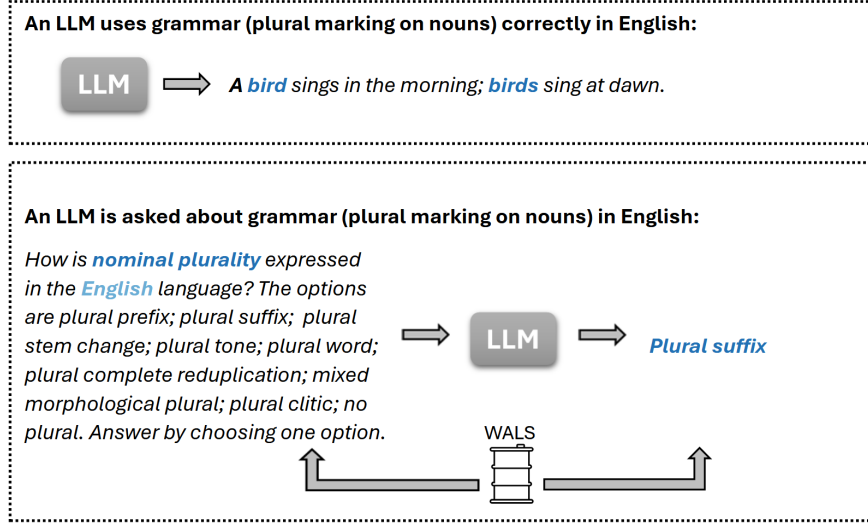 An LLM uses grammar (plural marking on nouns) correctly in English:
LLM
A bird sings in the morning; birds sing at dawn.
An LLM is asked about grammar (plural marking on nouns) in English:
How is nominal plurality expressed
in the English language? The options
are plural prefix; plural suffix; plural
stem change; plural tone; plural word;
plural complete reduplication; mixed
morphological plural; plural clitic; no
plural. Answer by choosing one option.
LLM
Plural suffix
WALS